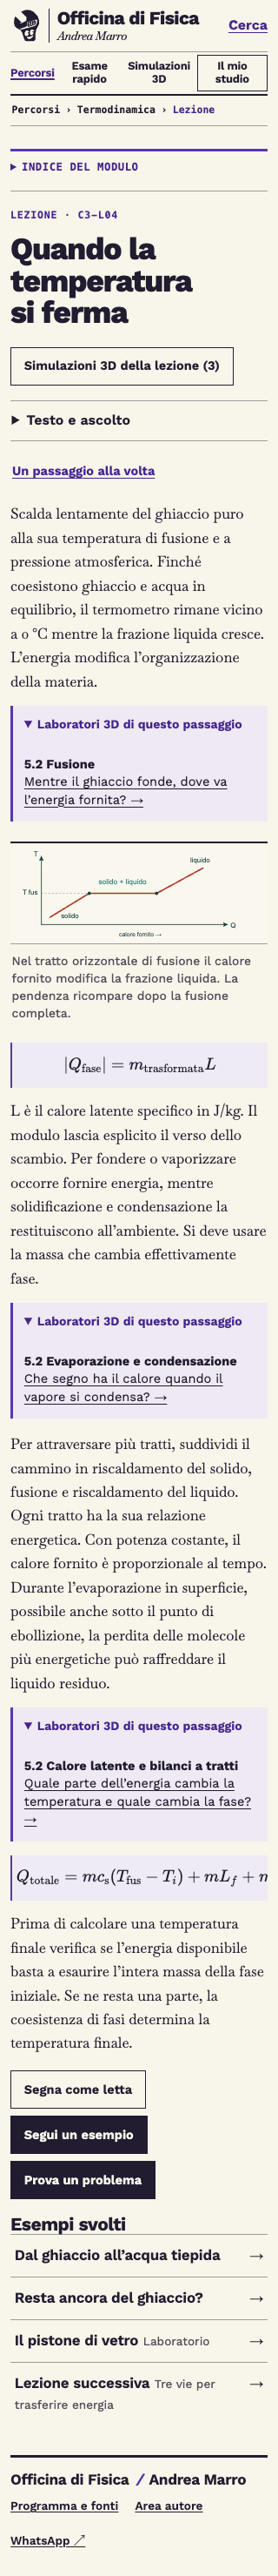 Officina di Fisica
Andrea Marro
Cerca
Percorsi
Esame
rapido
Simulazioni
3D
Il mio
studio
Percorsi › Termodinamica › Lezione
▶ INDICE DEL MODULO
LEZIONE · C3-L04
Quando la
temperatura
si ferma
Simulazioni 3D della lezione (3)
▶ Testo e ascolto
Un passaggio alla volta
Scalda lentamente del ghiaccio puro
alla sua temperatura di fusione e a
pressione atmosferica. Finché
coesistono ghiaccio e acqua in
equilibrio, il termometro rimane vicino
a 0 °C mentre la frazione liquida cresce.
L’energia modifica l’organizzazione
della materia.
▼ Laboratori 3D di questo passaggio
5.2 Fusione
Mentre il ghiaccio fonde, dove va
l’energia fornita? →
T
liquido
solido + liquido
T fus
solido
Q
calore fornito →
Nel tratto orizzontale di fusione il calore
fornito modifica la frazione liquida. La
pendenza ricompare dopo la fusione
completa.
|Q_fase| = m_trasformata L
L è il calore latente specifico in J/kg. Il
modulo lascia esplicito il verso dello
scambio. Per fondere o vaporizzare
occorre fornire energia, mentre
solidificazione e condensazione la
restituiscono all’ambiente. Si deve usare
la massa che cambia effettivamente
fase.
▼ Laboratori 3D di questo passaggio
5.2 Evaporazione e condensazione
Che segno ha il calore quando il
vapore si condensa? →
Per attraversare più tratti, suddividi il
cammino in riscaldamento del solido,
fusione e riscaldamento del liquido.
Ogni tratto ha la sua relazione
energetica. Con potenza costante, il
calore fornito è proporzionale al tempo.
Durante l’evaporazione in superficie,
possibile anche sotto il punto di
ebollizione, la perdita delle molecole
più energetiche può raffreddare il
liquido residuo.
▼ Laboratori 3D di questo passaggio
5.2 Calore latente e bilanci a tratti
Quale parte dell’energia cambia la
temperatura e quale cambia la fase?
→
Q_totale = mc_s(T_fus − T_i) + mL_f + m
Prima di calcolare una temperatura
finale verifica se l’energia disponibile
basta a esaurire l’intera massa della fase
iniziale. Se ne resta una parte, la
coesistenza di fasi determina la
temperatura finale.
Segna come letta
Segui un esempio
Prova un problema
Esempi svolti
Dal ghiaccio all’acqua tiepida →
Resta ancora del ghiaccio? →
Il pistone di vetro Laboratorio →
Lezione successiva Tre vie per →
trasferire energia
Officina di Fisica / Andrea Marro
Programma e fonti Area autore
WhatsApp ↗